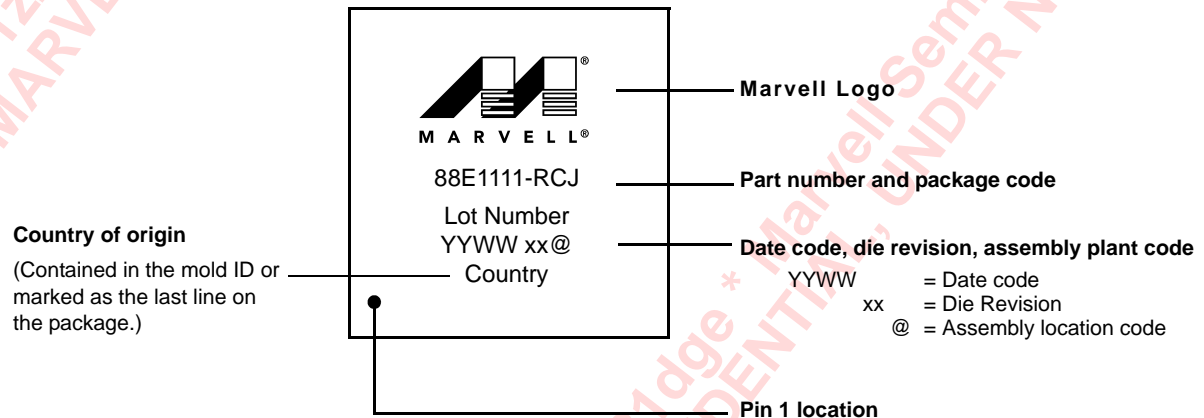 MARVELL®
88E1111-RCJ
Lot Number
YYWW xx@
Country
Country of origin
(Contained in the mold ID or
marked as the last line on
the package.)
Marvell Logo
Part number and package code
Date code, die revision, assembly plant code
YYWW = Date code
xx = Die Revision
@ = Assembly location code
Pin 1 location